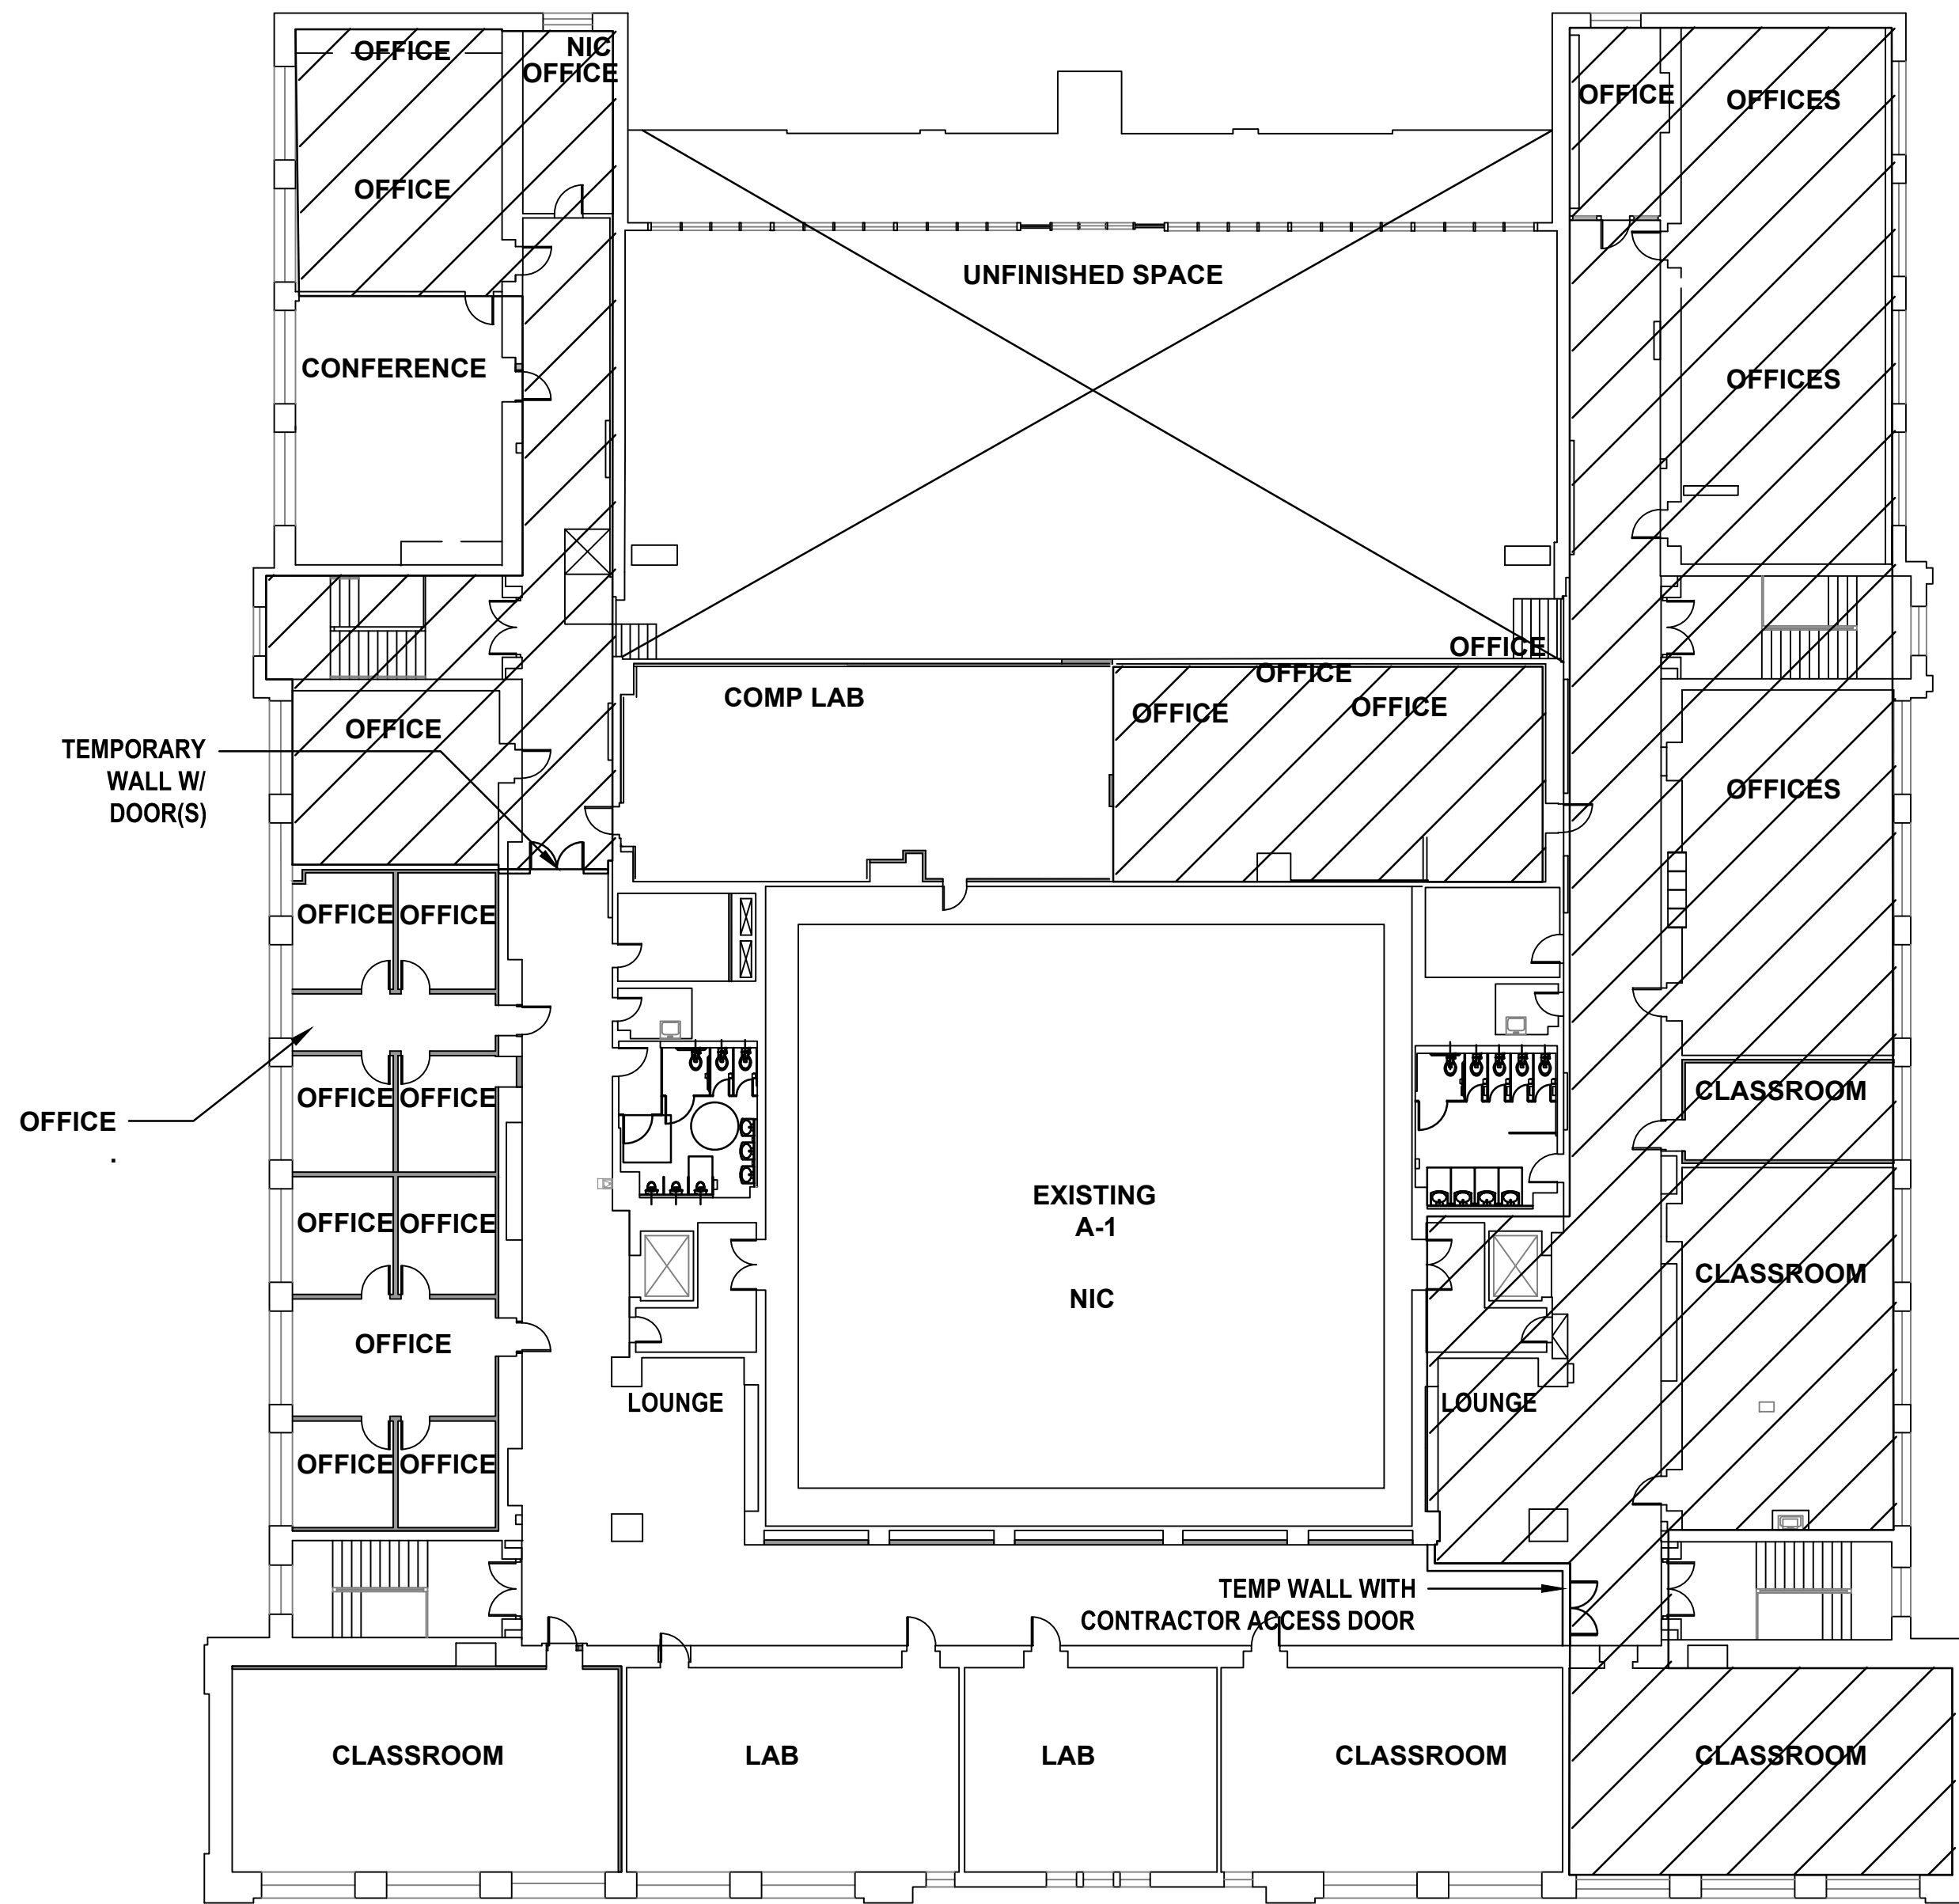 OFFICE
NIC
OFFICE
OFFICE
OFFICES
OFFICE
UNFINISHED SPACE
CONFERENCE
OFFICES
OFFICE
OFFICE
COMP LAB
OFFICE
OFFICE
OFFICE
TEMPORARY
WALL W/
DOOR(S)
OFFICES
OFFICE
OFFICE
OFFICE
.
OFFICE
OFFICE
CLASSROOM
EXISTING
A-1
NIC
OFFICE
OFFICE
CLASSROOM
OFFICE
LOUNGE
LOUNGE
OFFICE
OFFICE
TEMP WALL WITH
CONTRACTOR ACCESS DOOR
CLASSROOM
LAB
LAB
CLASSROOM
CLASSROOM